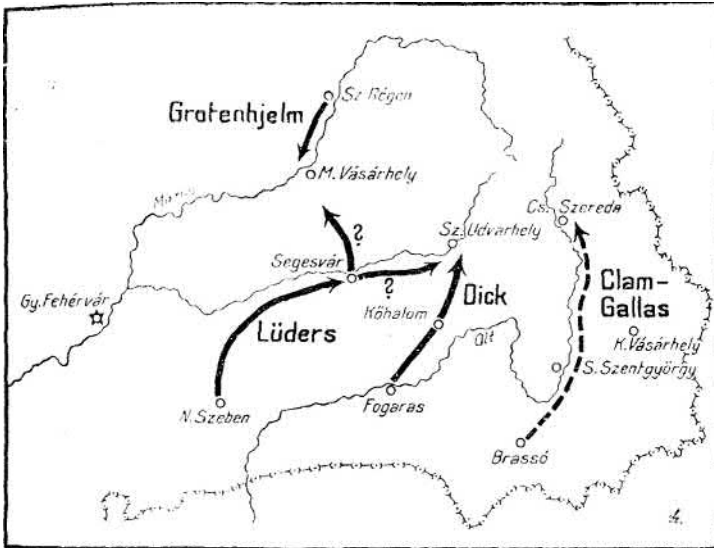 Sz. Régen
Grotenhjelm
M. Vásárhely
Maros
?
Cs. Szereda
Sz. Udvarhely
Segesvár
?
Clam-
Gallas
Gy. Fehérvár
Dick
Kőhalom
Lüders
Olt
K. Vásárhely
S. Szentgyörgy
N. Szeben
Fogaras
Brassó
4.